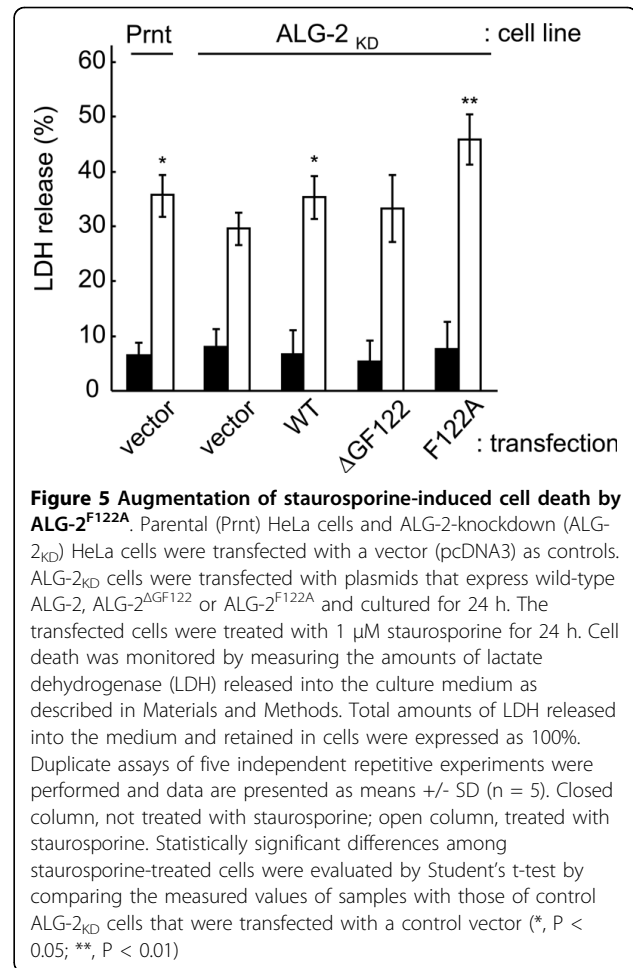 Prnt ALG-2 KD : cell line
**
* *
60
50
40
30
20
10
0
LDH release (%)
vector vector WT ΔGF122 F122A : transfection
Figure 5 Augmentation of staurosporine-induced cell death by
ALG-2F122A. Parental (Prnt) HeLa cells and ALG-2-knockdown (ALG-
2KD) HeLa cells were transfected with a vector (pcDNA3) as controls.
ALG-2KD cells were transfected with plasmids that express wild-type
ALG-2, ALG-2ΔGF122 or ALG-2F122A and cultured for 24 h. The
transfected cells were treated with 1 μM staurosporine for 24 h. Cell
death was monitored by measuring the amounts of lactate
dehydrogenase (LDH) released into the culture medium as
described in Materials and Methods. Total amounts of LDH released
into the medium and retained in cells were expressed as 100%.
Duplicate assays of five independent repetitive experiments were
performed and data are presented as means +/- SD (n = 5). Closed
column, not treated with staurosporine; open column, treated with
staurosporine. Statistically significant differences among
staurosporine-treated cells were evaluated by Student's t-test by
comparing the measured values of samples with those of control
ALG-2KD cells that were transfected with a control vector (*, P <
0.05; **, P < 0.01)